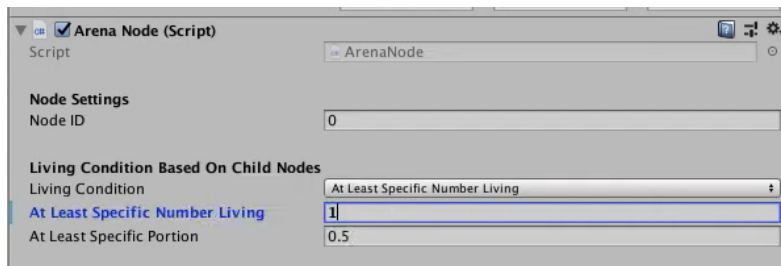 Arena Node (Script)
Script ArenaNode
Node Settings
Node ID 0
Living Condition Based On Child Nodes
Living Condition At Least Specific Number Living
At Least Specific Number Living 1
At Least Specific Portion 0.5